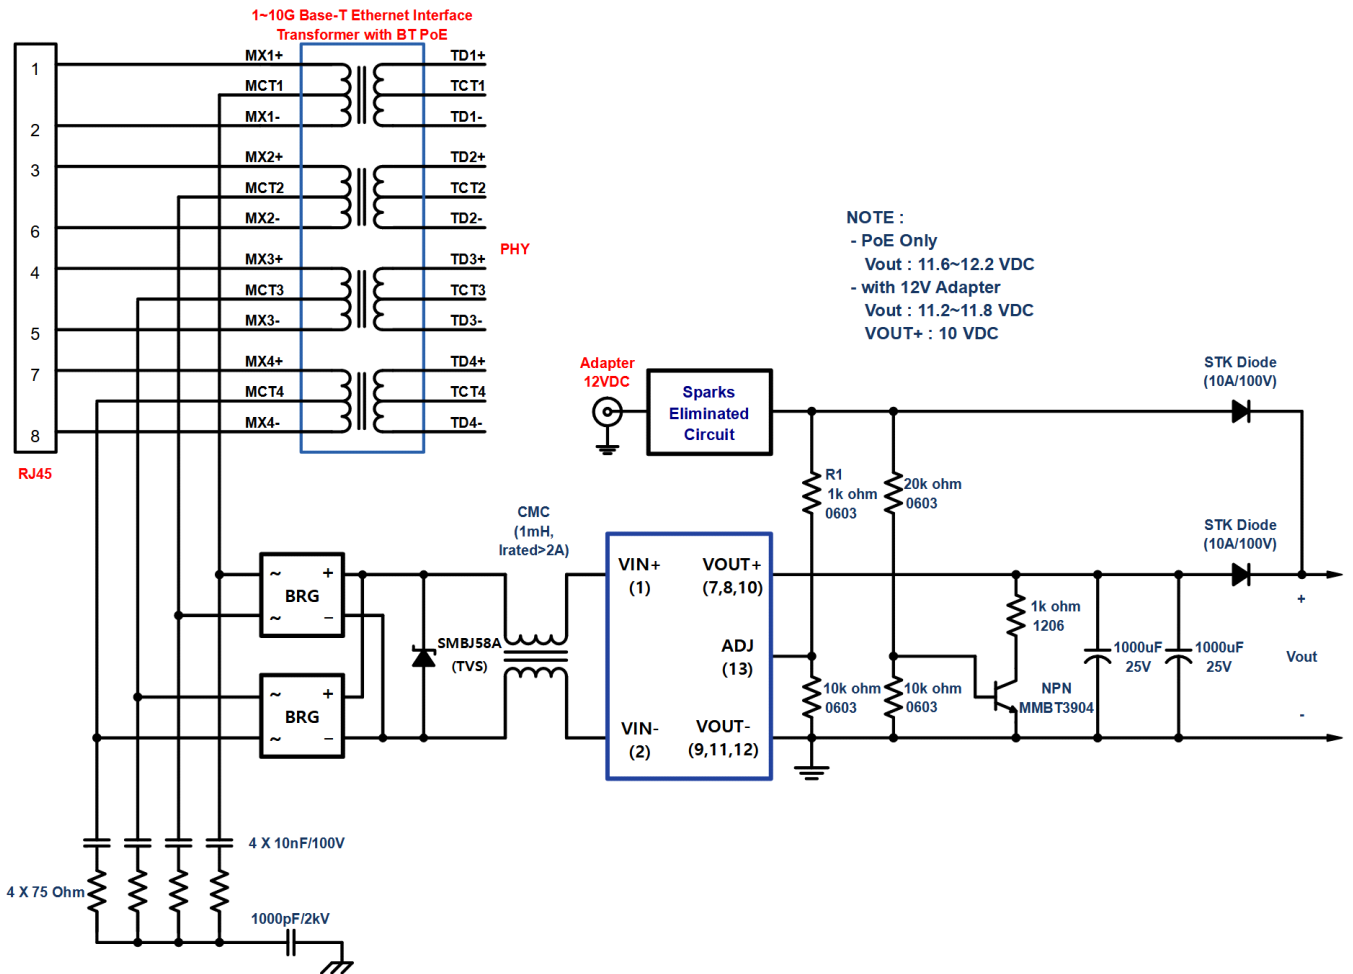 1~10G Base-T Ethernet Interface
Transformer with BT PoE
1
2
3
6
4
5
7
8
RJ45
MX1+
MCT1
MX1-
MX2+
MCT2
MX2-
MX3+
MCT3
MX3-
MX4+
MCT4
MX4-
TD1+
TCT1
TD1-
TD2+
TCT2
TD2-
TD3+
TCT3
TD3-
TD4+
TCT4
TD4-
PHY
NOTE :
- PoE Only
Vout : 11.6~12.2 VDC
- with 12V Adapter
Vout : 11.2~11.8 VDC
VOUT+ : 10 VDC
Adapter
12VDC
Sparks
Eliminated
Circuit
STK Diode
(10A/100V)
R1
1k ohm
0603
20k ohm
0603
CMC
(1mH,
Irated>2A)
STK Diode
(10A/100V)
~
+
BRG
~
−
~
+
BRG
~
−
SMBJ58A
(TVS)
VIN+
(1)
VIN-
(2)
VOUT+
(7,8,10)
ADJ
(13)
VOUT-
(9,11,12)
10k ohm
0603
10k ohm
0603
1k ohm
1206
NPN
MMBT3904
1000uF
25V
1000uF
25V
+
Vout
-
4 X 10nF/100V
4 X 75 Ohm
1000pF/2kV